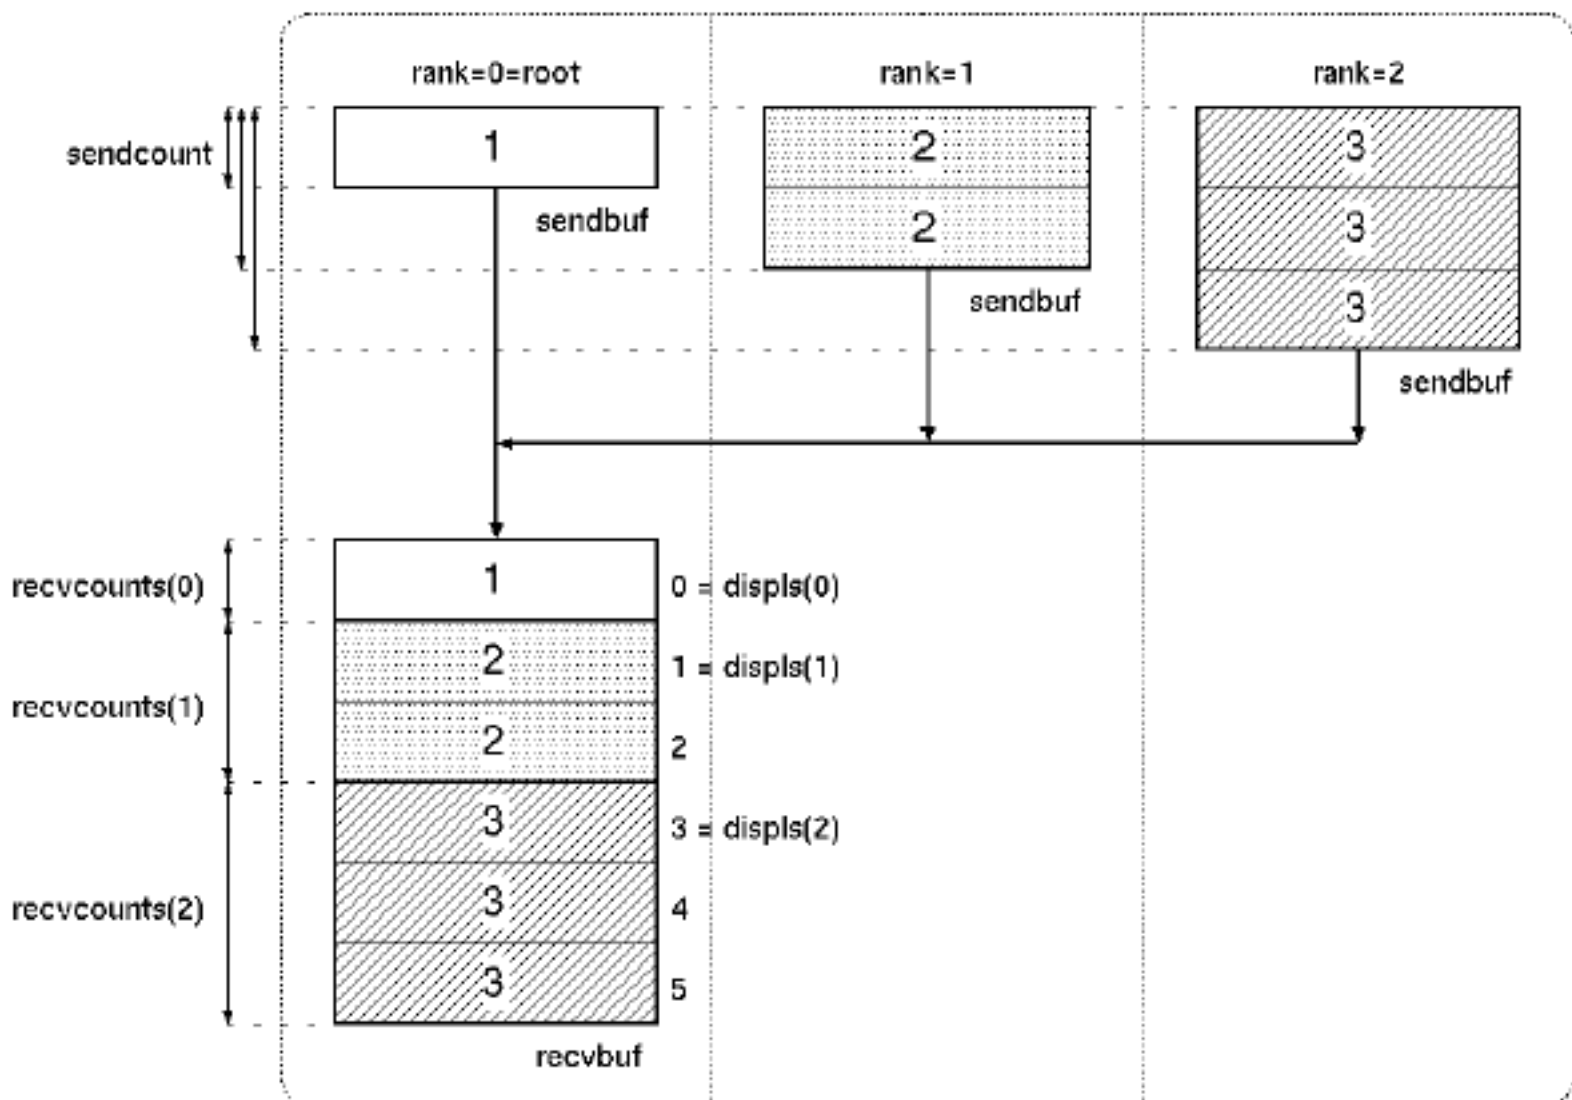 rank=0=root
rank=1
rank=2
sendcount
1
2
3
sendbuf
2
3
sendbuf
3
sendbuf
recvcounts(0)
1
0 = displs(0)
2
1 = displs(1)
recvcounts(1)
2
2
3
3 = displs(2)
recvcounts(2)
3
4
3
5
recvbuf